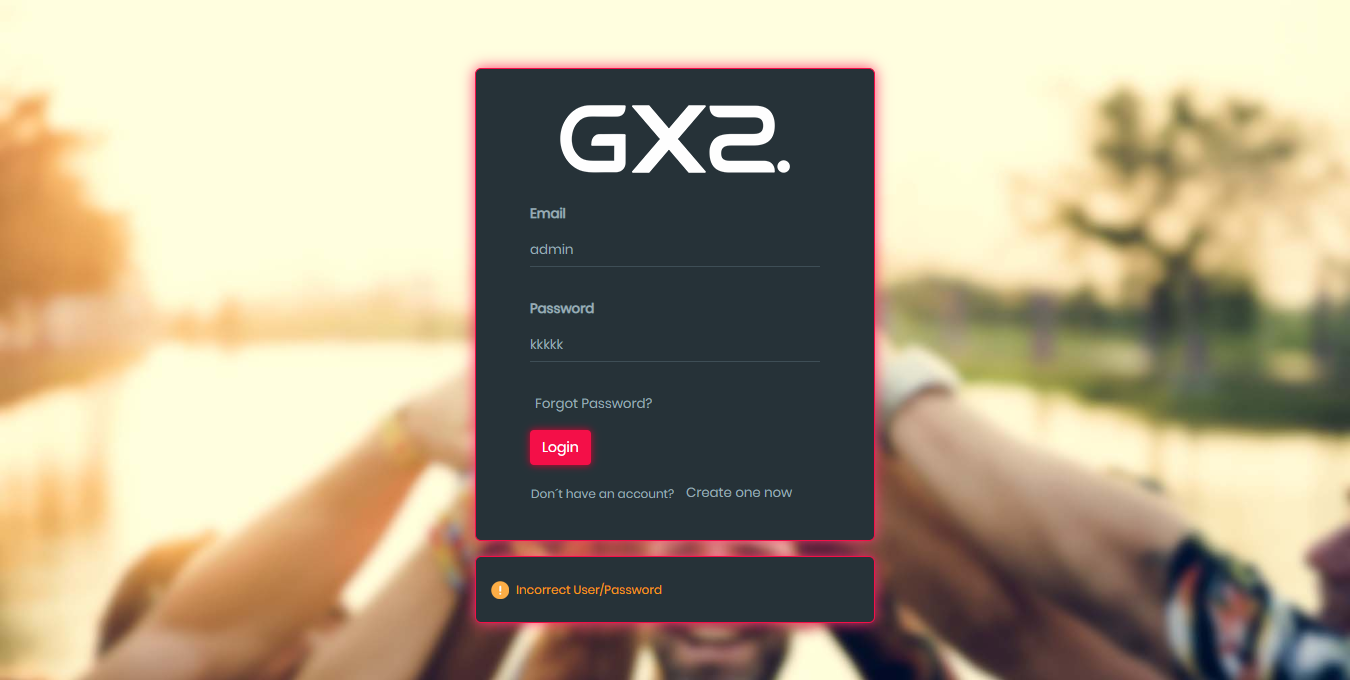 GX2.
Email
admin
Password
kkkkk
Forgot Password?
Login
Don´t have an account? Create one now
! Incorrect User/Password